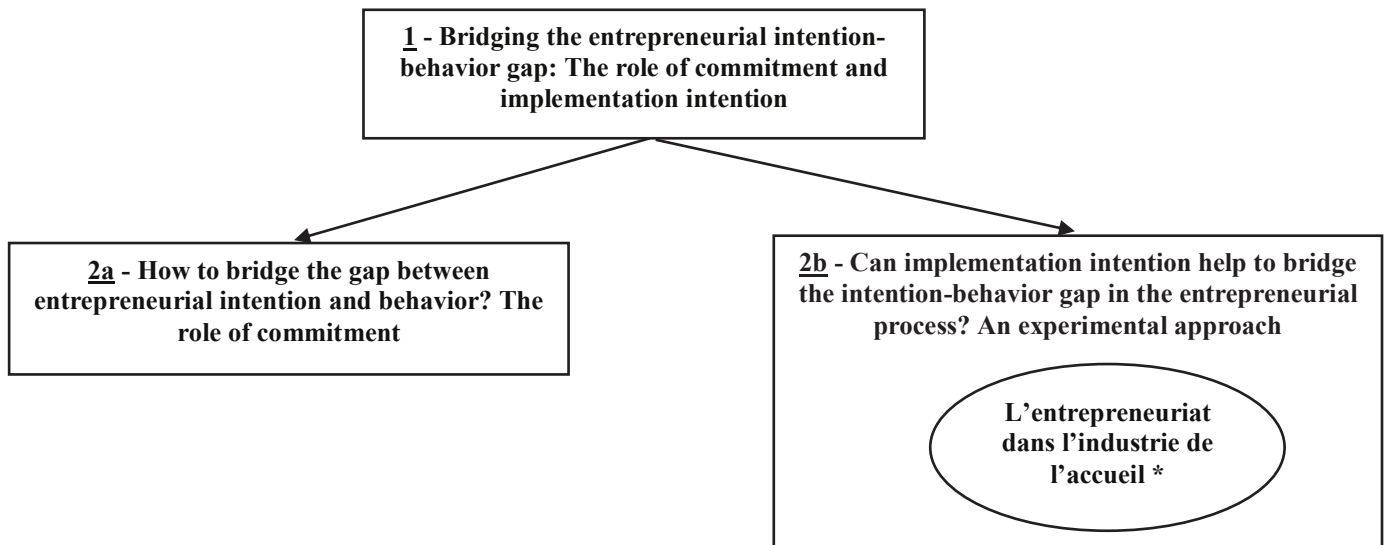 1 - Bridging the entrepreneurial intention-
behavior gap: The role of commitment and
implementation intention
2a - How to bridge the gap between
entrepreneurial intention and behavior? The
role of commitment
2b - Can implementation intention help to bridge
the intention-behavior gap in the entrepreneurial
process? An experimental approach
L’entrepreneuriat
dans l’industrie de
l’accueil *